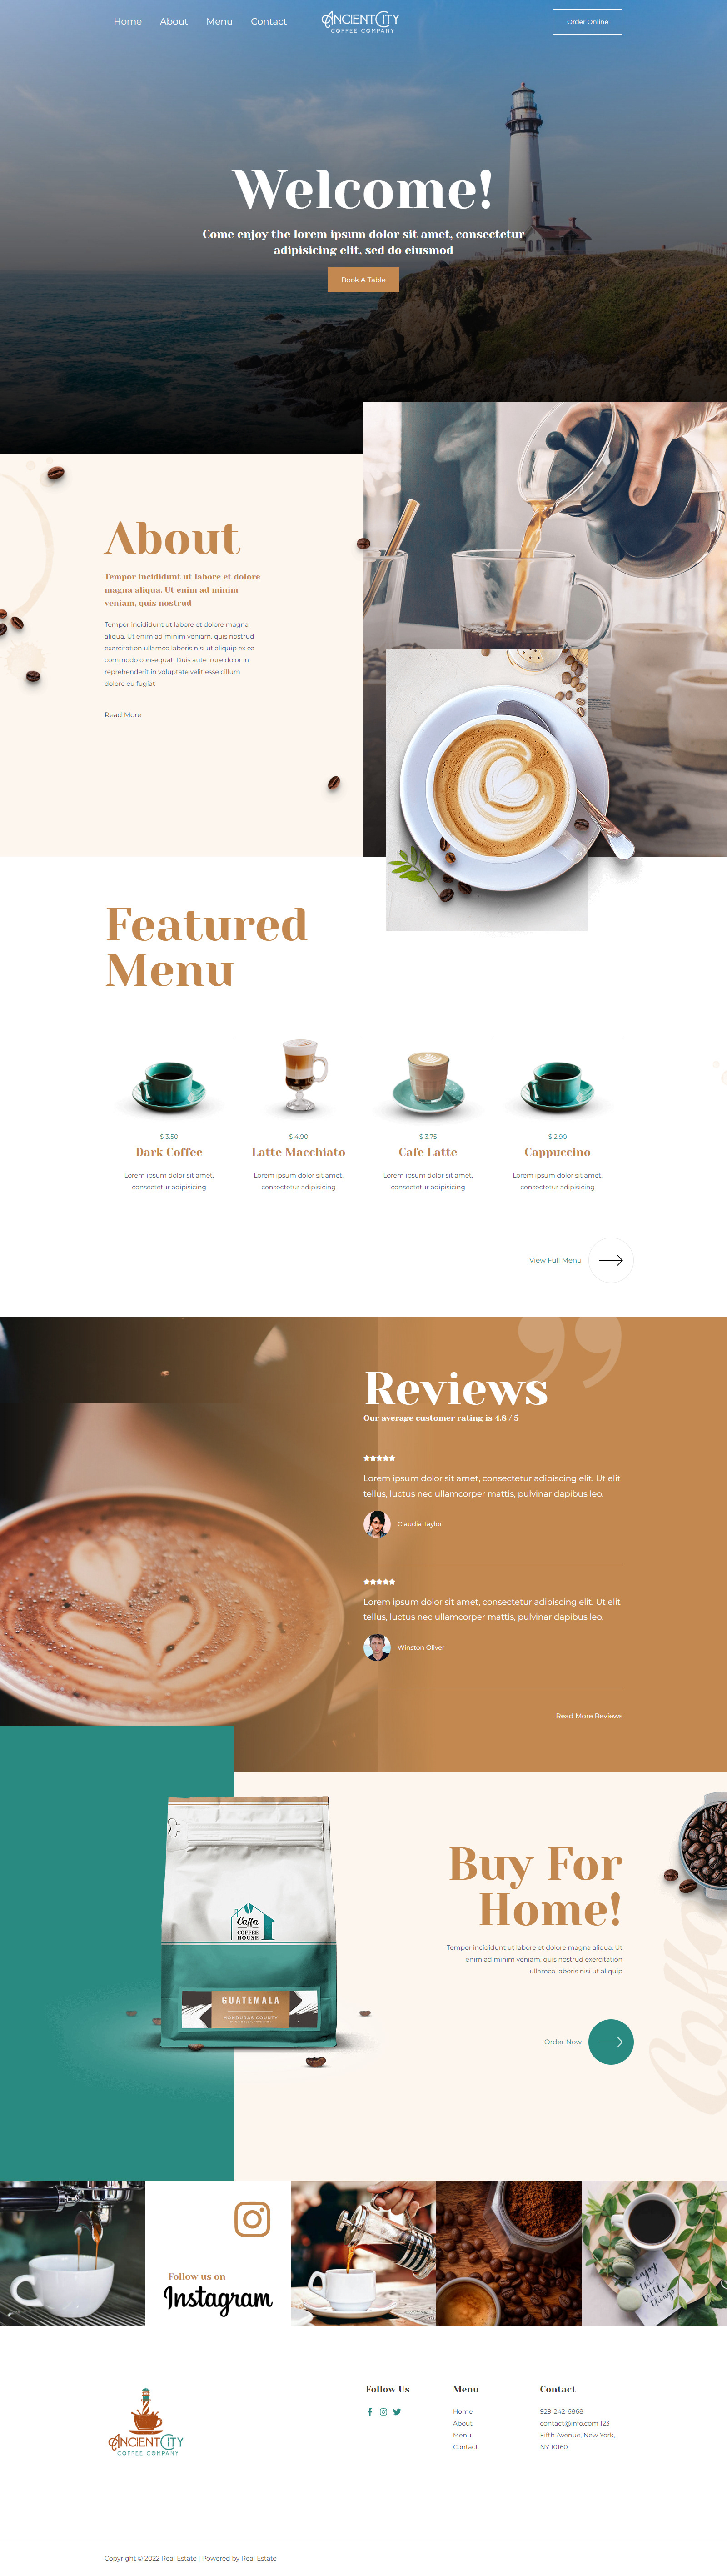 Home About Menu Contact
ANCIENT CITY
COFFEE COMPANY
Order Online
Welcome!
Come enjoy the lorem ipsum dolor sit amet, consectetur
adipisicing elit, sed do eiusmod
Book A Table
About
Tempor incididunt ut labore et dolore
magna aliqua. Ut enim ad minim
veniam, quis nostrud
Tempor incididunt ut labore et dolore magna
aliqua. Ut enim ad minim veniam, quis nostrud
exercitation ullamco laboris nisi ut aliquip ex ea
commodo consequat. Duis aute irure dolor in
reprehenderit in voluptate velit esse cillum
dolore eu fugiat
Read More
Featured
Menu
$ 3.50
Dark Coffee
Lorem ipsum dolor sit amet,
consectetur adipisicing
$ 4.90
Latte Macchiato
Lorem ipsum dolor sit amet,
consectetur adipisicing
$ 3.75
Cafe Latte
Lorem ipsum dolor sit amet,
consectetur adipisicing
$ 2.90
Cappuccino
Lorem ipsum dolor sit amet,
consectetur adipisicing
View Full Menu
Reviews
Our average customer rating is 4.8 / 5
Lorem ipsum dolor sit amet, consectetur adipiscing elit. Ut elit
tellus, luctus nec ullamcorper mattis, pulvinar dapibus leo.
Claudia Taylor
Lorem ipsum dolor sit amet, consectetur adipiscing elit. Ut elit
tellus, luctus nec ullamcorper mattis, pulvinar dapibus leo.
Winston Oliver
Read More Reviews
Caffa
COFFEE
HOUSE
GUATEMALA
HONDURAS COUNTY
Buy For
Home!
Tempor incididunt ut labore et dolore magna aliqua. Ut
enim ad minim veniam, quis nostrud exercitation
ullamco laboris nisi ut aliquip
Order Now
Follow us on
Instagram
enjoy
the
little
things
ANCIENT CITY
COFFEE COMPANY
Follow Us
Menu
Home
About
Menu
Contact
Contact
929-242-6868
contact@info.com 123
Fifth Avenue, New York,
NY 10160
Copyright © 2022 Real Estate | Powered by Real Estate